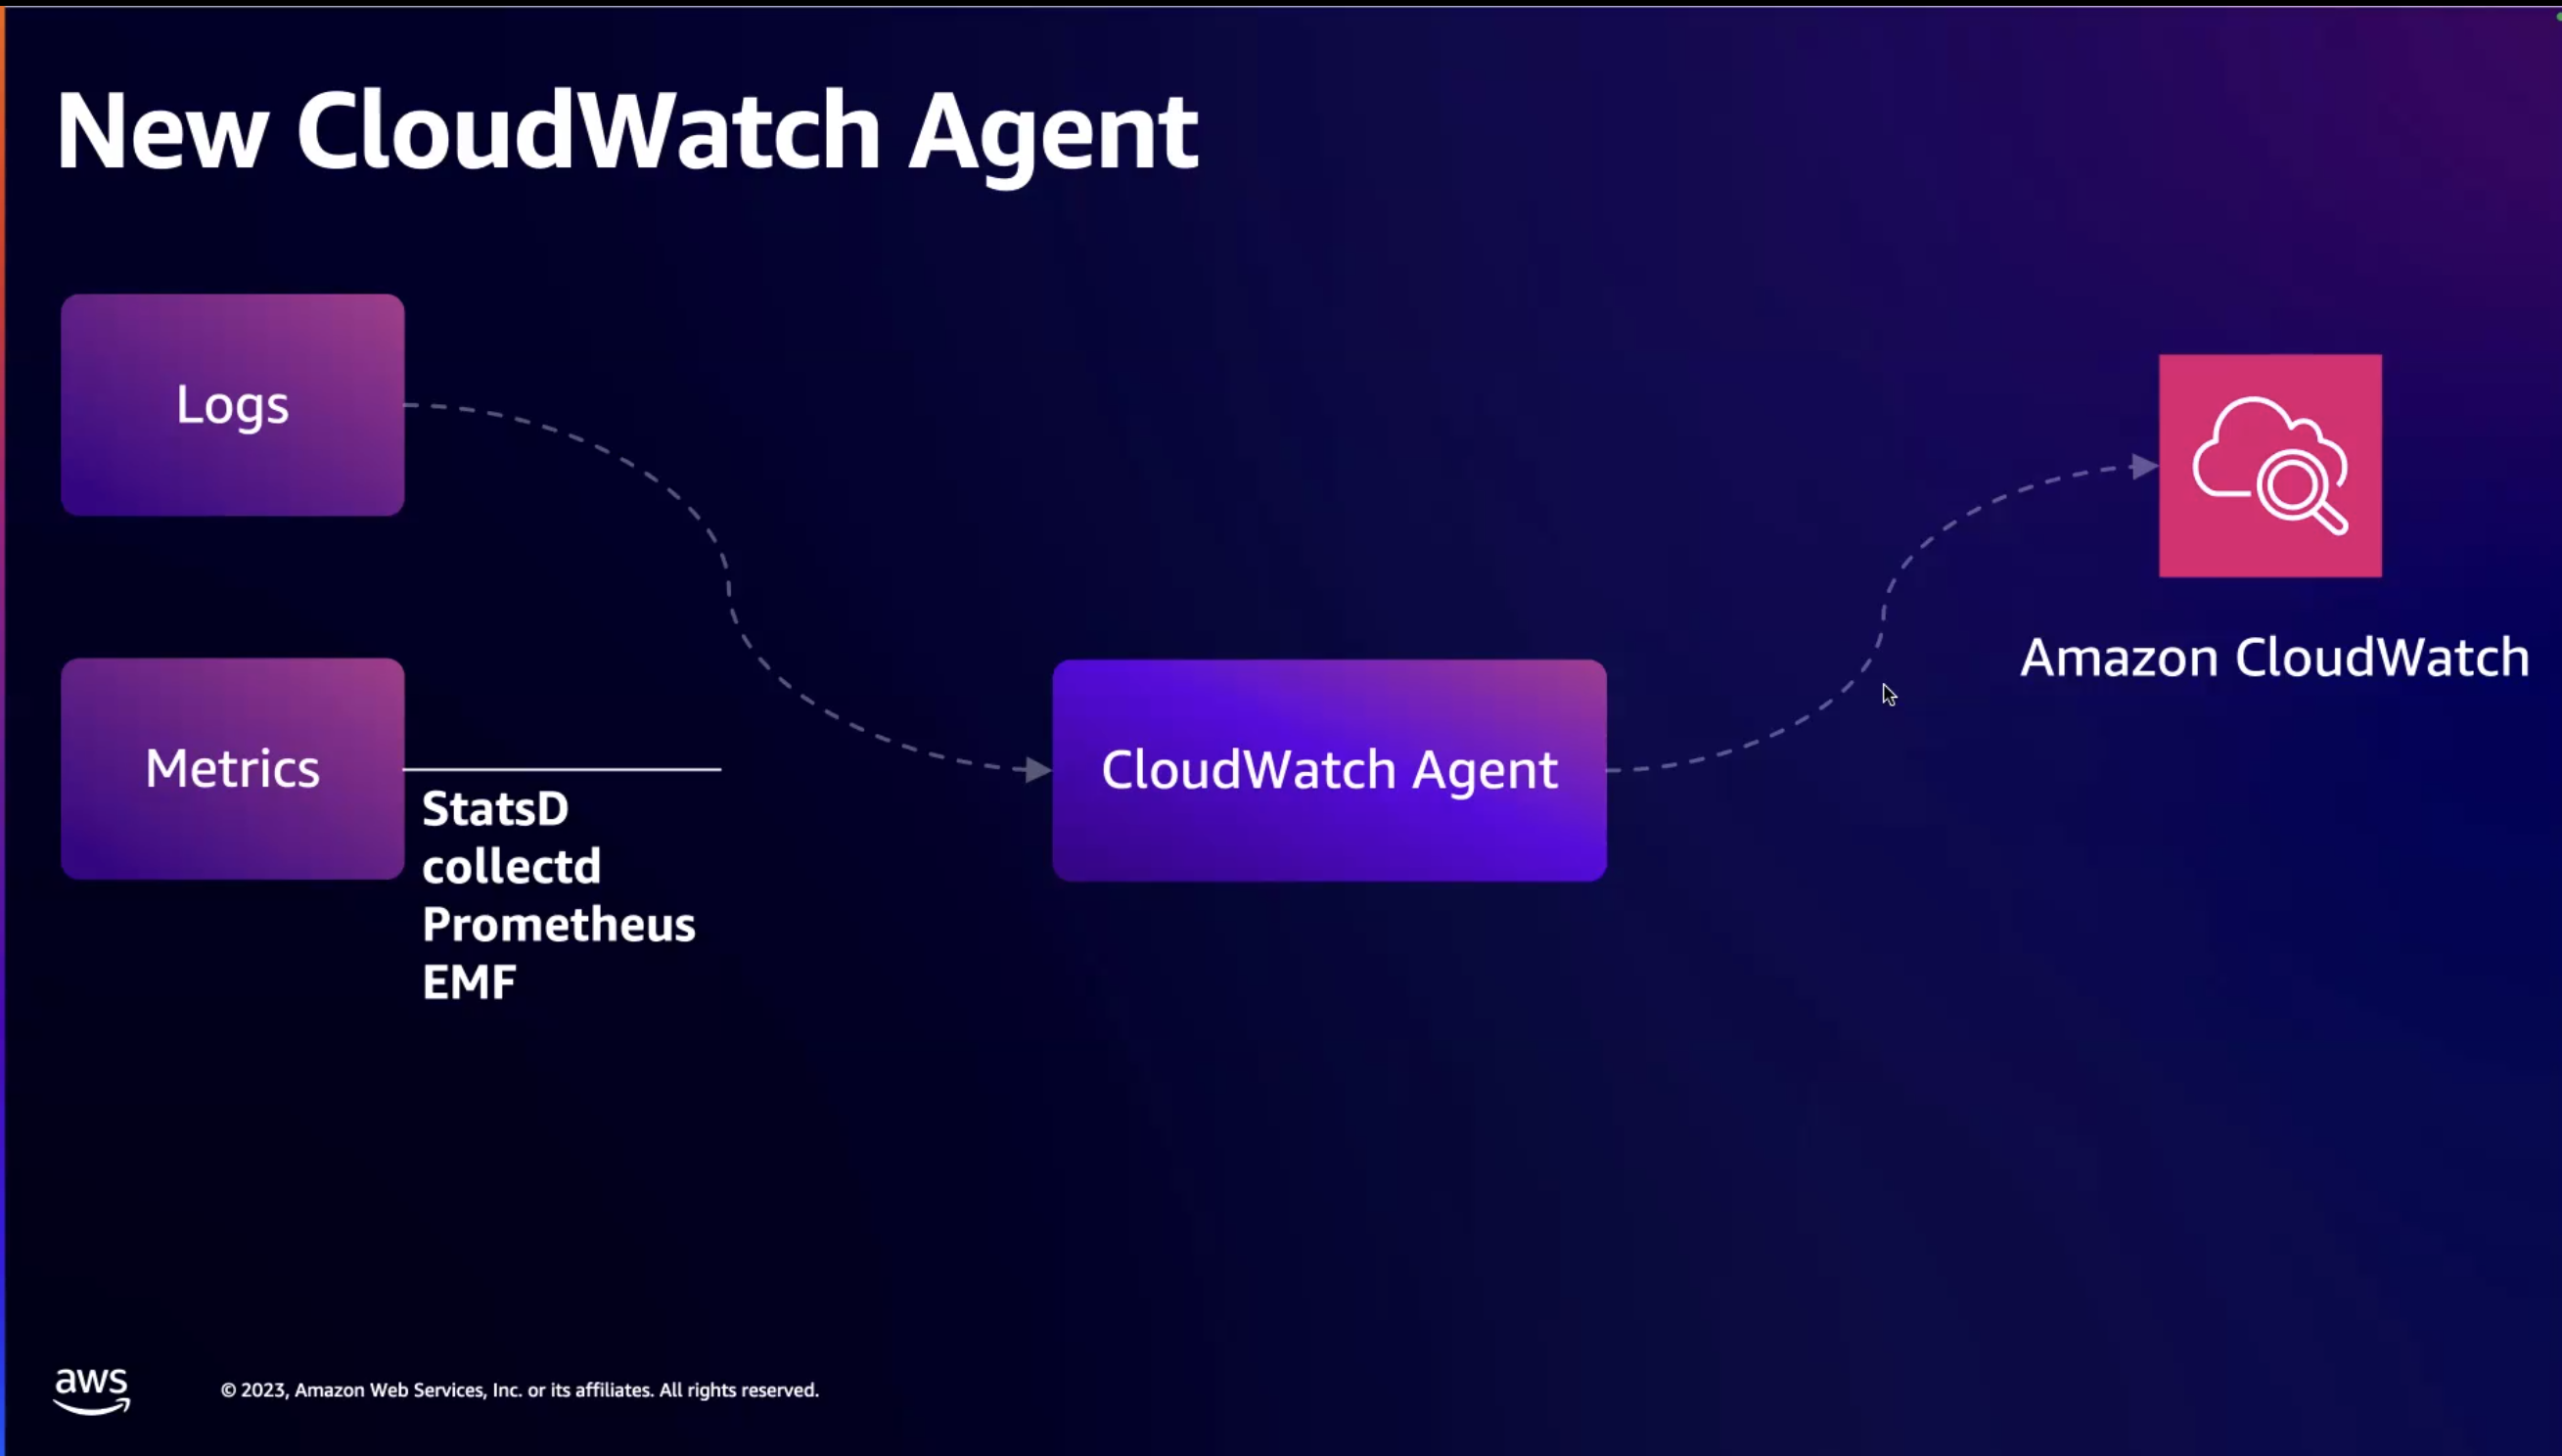 New CloudWatch Agent
Logs
Metrics
StatsD
collectd
Prometheus
EMF
CloudWatch Agent
Amazon CloudWatch
aws
© 2023, Amazon Web Services, Inc. or its affiliates. All rights reserved.